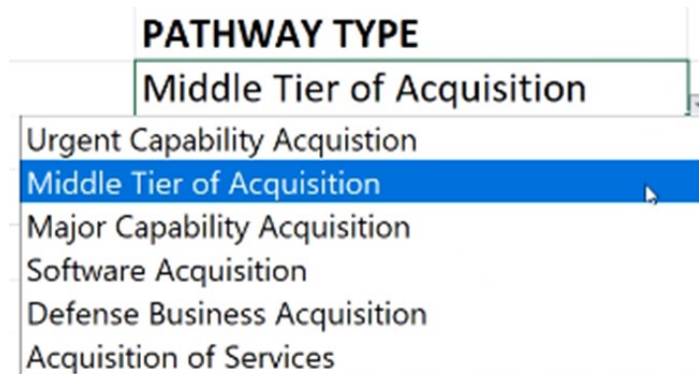 PATHWAY TYPE
Middle Tier of Acquisition
Urgent Capability Acquistion
Middle Tier of Acquisition
Major Capability Acquisition
Software Acquisition
Defense Business Acquisition
Acquisition of Services